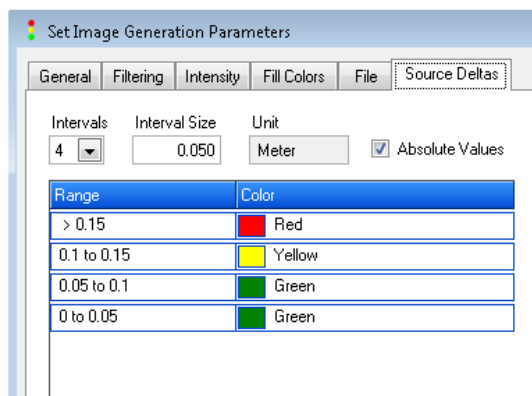 Set Image Generation Parameters
General Filtering Intensity Fill Colors File Source Deltas
Intervals Interval Size Unit
4 0.050 Meter Absolute Values
Range Color
> 0.15 Red
0.1 to 0.15 Yellow
0.05 to 0.1 Green
0 to 0.05 Green